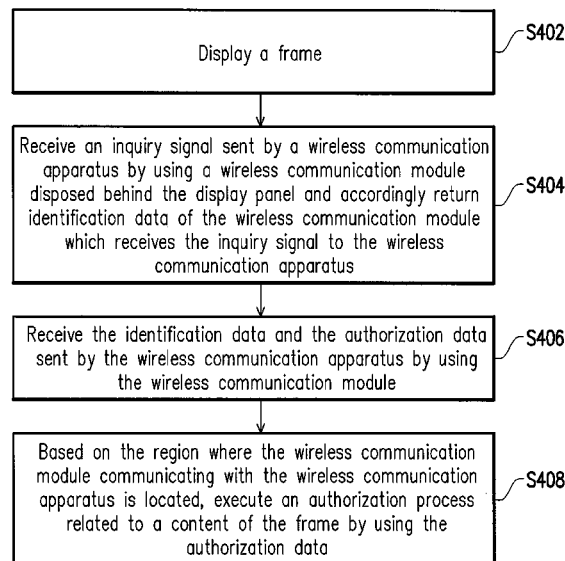 Display a frame
S402
Receive an inquiry signal sent by a wireless communication
apparatus by using a wireless communication module
disposed behind the display panel and accordingly return
identification data of the wireless communication module
which receives the inquiry signal to the wireless
communication apparatus
S404
Receive the identification data and the authorization data
sent by the wireless communication apparatus by using
the wireless communication module
S406
Based on the region where the wireless communication
module communicating with the wireless communication
apparatus is located, execute an authorization process
related to a content of the frame by using the
authorization data
S408